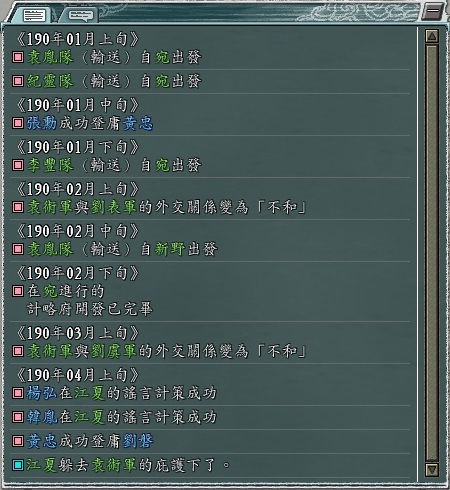 《190年01月上旬》
袁胤隊（輸送）自宛出發
紀靈隊（輸送）自宛出發
《190年01月中旬》
張勳成功登庸黃忠
《190年01月下旬》
李豐隊（輸送）自宛出發
《190年02月上旬》
袁術軍與劉表軍的外交關係變為「不和」
《190年02月中旬》
袁胤隊（輸送）自新野出發
《190年02月下旬》
在宛進行的
計略府開發已完畢
《190年03月上旬》
袁術軍與劉虞軍的外交關係變為「不和」
《190年04月上旬》
楊弘在江夏的謠言計策成功
韓胤在江夏的謠言計策成功
黃忠成功登庸劉磐
江夏躲去袁術軍的庇護下了。